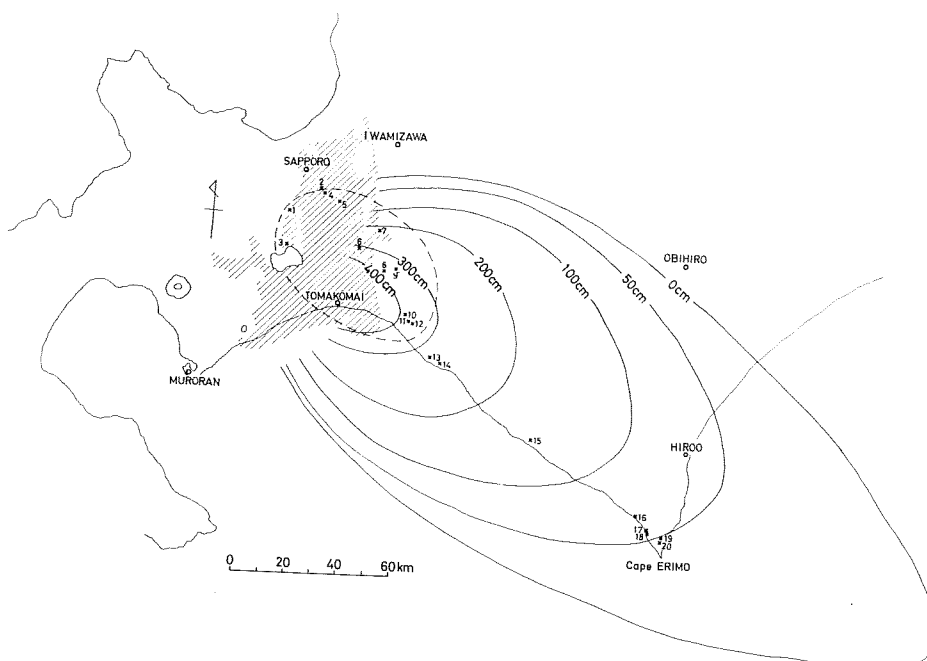 IWAMIZAWA
SAPPORO
2
4
5
1
7
3
6
6
9
OBIHIRO
400cm
300cm
200cm
100cm
50cm
0cm
TOMAKOMAI
10
11
12
13
14
MURORAN
15
HIROO
16
17
18
19
20
Cape ERIMO
0 20 40 60km